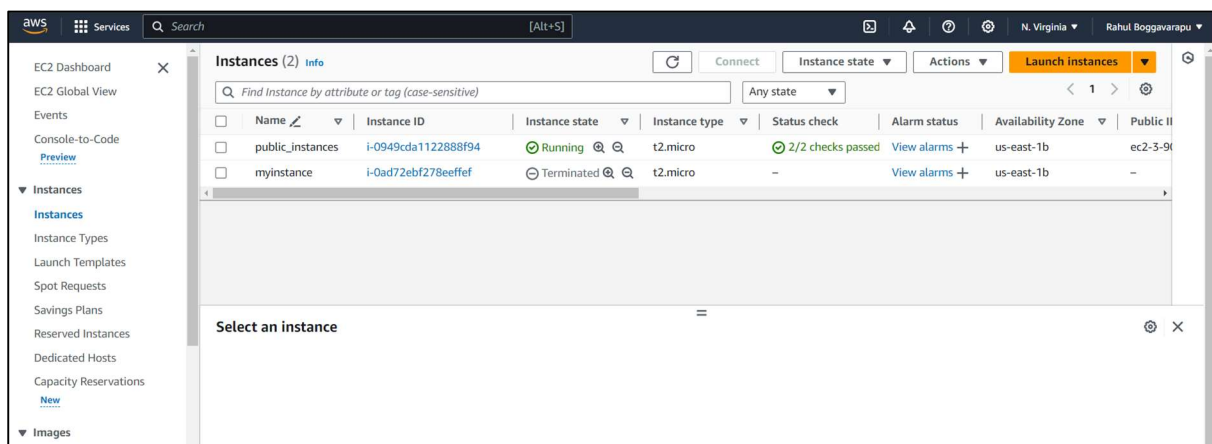 aws Services Search [Alt+S] N. Virginia Rahul Boggavarapu
EC2 Dashboard
EC2 Global View
Events
Console-to-Code
Preview
Instances
Instances
Instance Types
Launch Templates
Spot Requests
Savings Plans
Reserved Instances
Dedicated Hosts
Capacity Reservations
New
Images
Instances (2) Info Connect Instance state Actions Launch instances
Find Instance by attribute or tag (case-sensitive) Any state 1
Name Instance ID Instance state Instance type Status check Alarm status Availability Zone Public
public_instances i-0949cda1122888f94 Running t2.micro 2/2 checks passed View alarms + us-east-1b ec2-3-90
myinstance i-0ad72ebf278eeffef Terminated t2.micro – View alarms + us-east-1b –
Select an instance